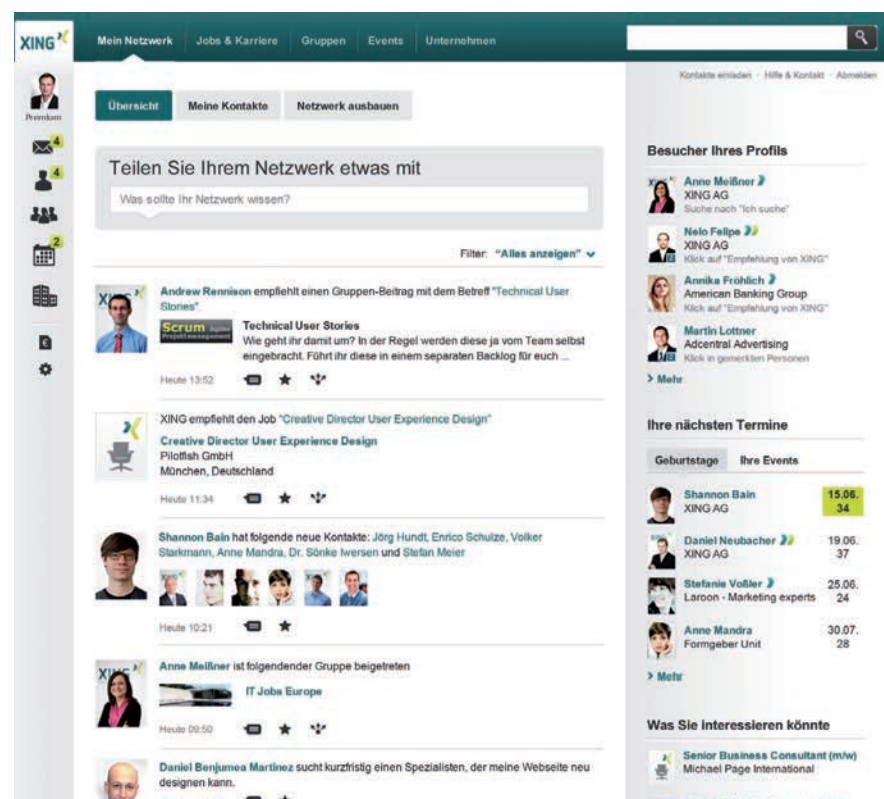 XING
Mein Netzwerk Jobs & Karriere Gruppen Events Unternehmen
Kontakte einladen · Hilfe & Kontakt · Abmelden
Premium
4
4
2
Übersicht Meine Kontakte Netzwerk ausbauen
Teilen Sie Ihrem Netzwerk etwas mit
Was sollte Ihr Netzwerk wissen?
Filter: "Alles anzeigen"
XING
Andrew Rennison empfiehlt einen Gruppen-Beitrag mit dem Betreff "Technical User
Stories".
Scrum Agiles
Projektmanagement
Technical User Stories
Wie geht ihr damit um? In der Regel werden diese ja vom Team selbst
eingebracht. Führt ihr diese in einem separaten Backlog für euch ...
Heute 13:52
XING empfiehlt den Job "Creative Director User Experience Design"
Creative Director User Experience Design
Pilotfish GmbH
München, Deutschland
Heute 11:34
Shannon Bain hat folgende neue Kontakte: Jörg Hundt, Enrico Schulze, Volker
Starkmann, Anne Mandra, Dr. Sönke Iwersen und Stefan Meier
Heute 10:21
XING
Anne Meißner ist folgendender Gruppe beigetreten
IT Jobs Europe
Heute 09:50
Daniel Benjumea Martinez sucht kurzfristig einen Spezialisten, der meine Webseite neu
designen kann.
Besucher Ihres Profils
Anne Meißner
XING AG
Suche nach "Ich suche"
Nelo Felipe
XING AG
Klick auf "Empfehlung von XING"
Annika Fröhlich
American Banking Group
Klick auf "Empfehlung von XING"
Martin Lottner
Adcentral Advertising
Klick in gemerkten Personen
Mehr
Ihre nächsten Termine
Geburtstage Ihre Events
Shannon Bain 15.06.
XING AG 34
Daniel Neubacher 19.06.
XING AG 37
Stefanie Voßler 25.06.
Laroon - Marketing experts 24
Anne Mandra 30.07.
Formgeber Unit 28
Mehr
Was Sie interessieren könnte
Senior Business Consultant (m/w)
Michael Page International